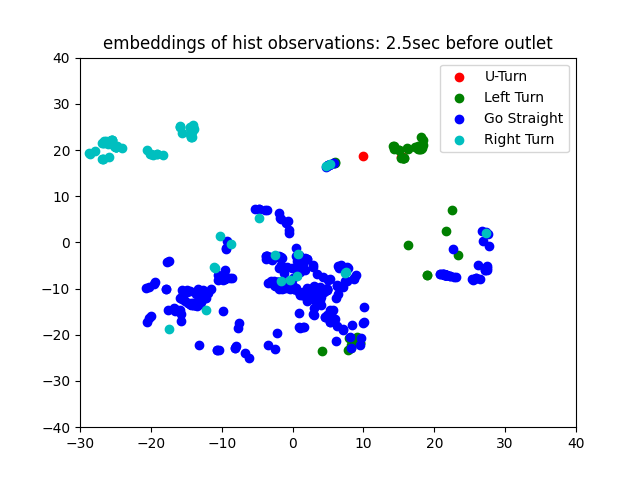 embeddings of hist observations: 2.5sec before outlet
U-Turn
Left Turn
Go Straight
Right Turn
40
30
20
10
0
−10
−20
−30
−40
−30 −20 −10 0 10 20 30 40